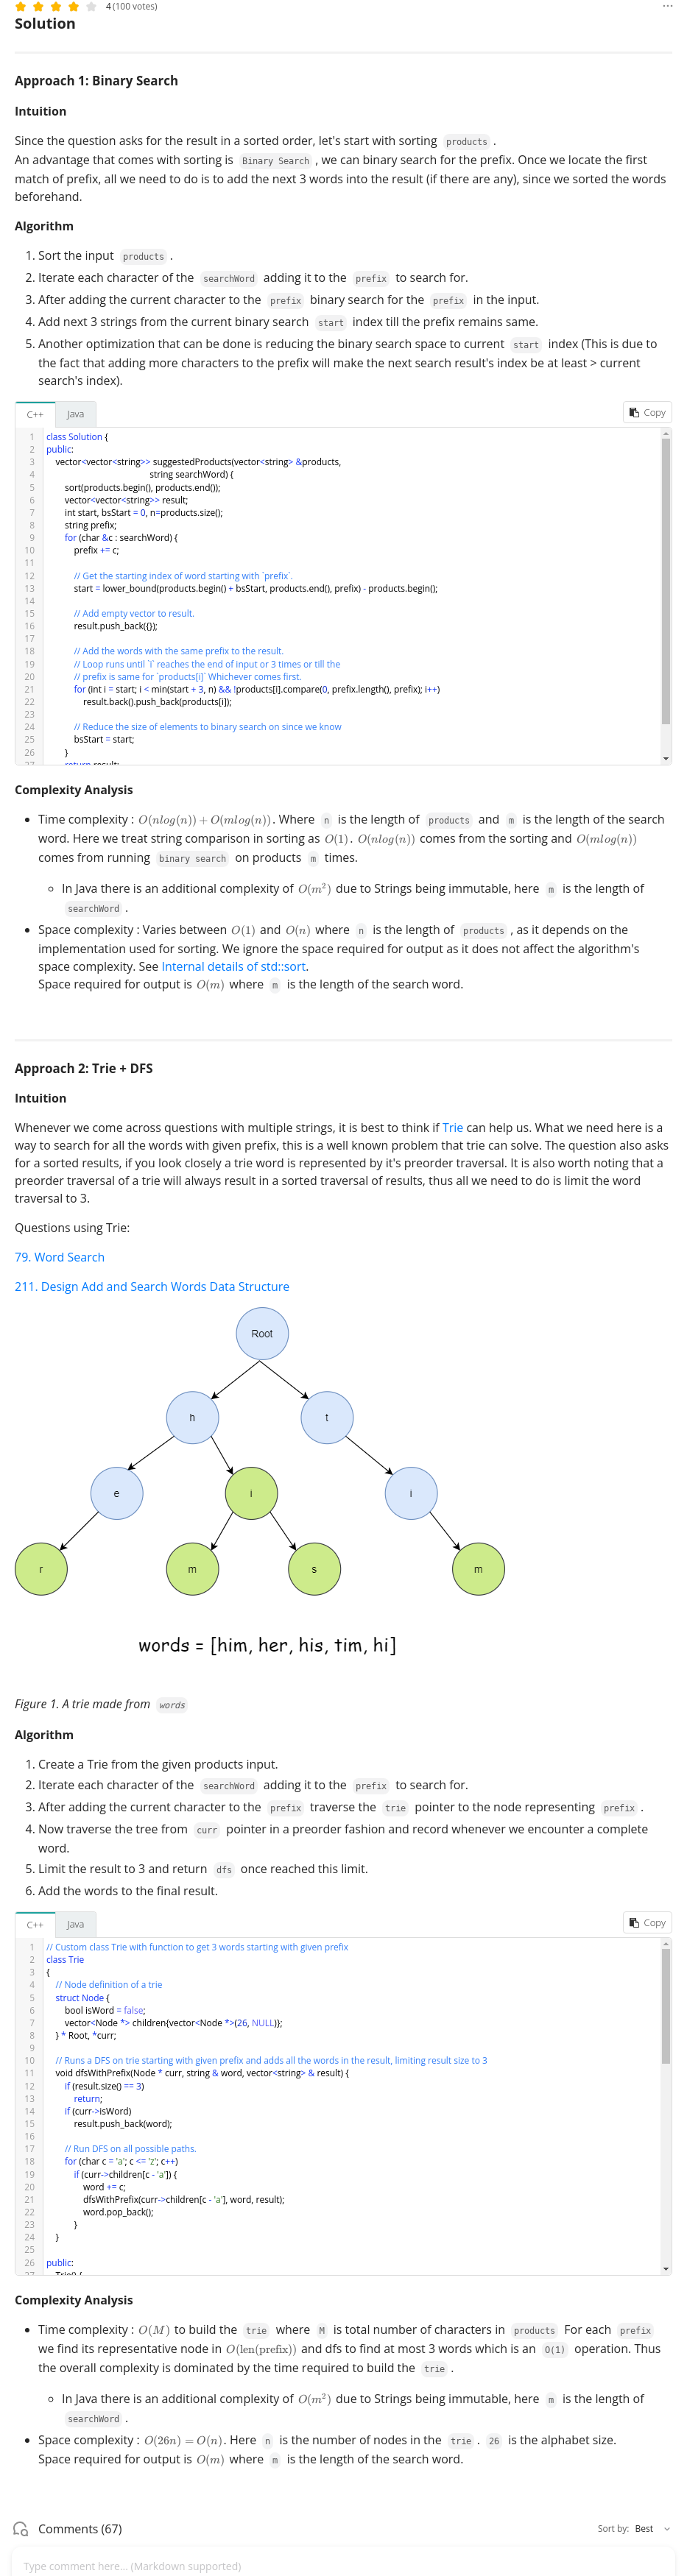 4 (100 votes)
Solution
Approach 1: Binary Search
Intuition
Since the question asks for the result in a sorted order, let's start with sorting products .
An advantage that comes with sorting is Binary Search , we can binary search for the prefix. Once we locate the first
match of prefix, all we need to do is to add the next 3 words into the result (if there are any), since we sorted the words
beforehand.
Algorithm
1. Sort the input products .
2. Iterate each character of the searchWord adding it to the prefix to search for.
3. After adding the current character to the prefix binary search for the prefix in the input.
4. Add next 3 strings from the current binary search start index till the prefix remains same.
5. Another optimization that can be done is reducing the binary search space to current start index (This is due to
the fact that adding more characters to the prefix will make the next search result's index be at least > current
search's index).
C++ Java Copy
1 class Solution {
2 public:
3 vector<vector<string>> suggestedProducts(vector<string> &products,
4 string searchWord) {
5 sort(products.begin(), products.end());
6 vector<vector<string>> result;
7 int start, bsStart = 0, n=products.size();
8 string prefix;
9 for (char &c : searchWord) {
10 prefix += c;
11
12 // Get the starting index of word starting with `prefix`.
13 start = lower_bound(products.begin() + bsStart, products.end(), prefix) - products.begin();
14
15 // Add empty vector to result.
16 result.push_back({});
17
18 // Add the words with the same prefix to the result.
19 // Loop runs until `i` reaches the end of input or 3 times or till the
20 // prefix is same for `products[i]` Whichever comes first.
21 for (int i = start; i < min(start + 3, n) && !products[i].compare(0, prefix.length(), prefix); i++)
22 result.back().push_back(products[i]);
23
24 // Reduce the size of elements to binary search on since we know
25 bsStart = start;
26 }
27 return result;
Complexity Analysis
• Time complexity : O(nlog(n)) + O(mlog(n)). Where n is the length of products and m is the length of the search
word. Here we treat string comparison in sorting as O(1). O(nlog(n)) comes from the sorting and O(mlog(n))
comes from running binary search on products m times.
◦ In Java there is an additional complexity of O(m²) due to Strings being immutable, here m is the length of
searchWord .
• Space complexity : Varies between O(1) and O(n) where n is the length of products , as it depends on the
implementation used for sorting. We ignore the space required for output as it does not affect the algorithm's
space complexity. See Internal details of std::sort.
Space required for output is O(m) where m is the length of the search word.
Approach 2: Trie + DFS
Intuition
Whenever we come across questions with multiple strings, it is best to think if Trie can help us. What we need here is a
way to search for all the words with given prefix, this is a well known problem that trie can solve. The question also asks
for a sorted results, if you look closely a trie word is represented by it's preorder traversal. It is also worth noting that a
preorder traversal of a trie will always result in a sorted traversal of results, thus all we need to do is limit the word
traversal to 3.
Questions using Trie:
79. Word Search
211. Design Add and Search Words Data Structure
Root
h t
e i i
r m s m
words = [him, her, his, tim, hi]
Figure 1. A trie made from words
Algorithm
1. Create a Trie from the given products input.
2. Iterate each character of the searchWord adding it to the prefix to search for.
3. After adding the current character to the prefix traverse the trie pointer to the node representing prefix .
4. Now traverse the tree from curr pointer in a preorder fashion and record whenever we encounter a complete
word.
5. Limit the result to 3 and return dfs once reached this limit.
6. Add the words to the final result.
C++ Java Copy
1 // Custom class Trie with function to get 3 words starting with given prefix
2 class Trie
3 {
4 // Node definition of a trie
5 struct Node {
6 bool isWord = false;
7 vector<Node *> children{vector<Node *>(26, NULL)};
8 } * Root, *curr;
9
10 // Runs a DFS on trie starting with given prefix and adds all the words in the result, limiting result size to 3
11 void dfsWithPrefix(Node * curr, string & word, vector<string> & result) {
12 if (result.size() == 3)
13 return;
14 if (curr->isWord)
15 result.push_back(word);
16
17 // Run DFS on all possible paths.
18 for (char c = 'a'; c <= 'z'; c++)
19 if (curr->children[c - 'a']) {
20 word += c;
21 dfsWithPrefix(curr->children[c - 'a'], word, result);
22 word.pop_back();
23 }
24 }
25
26 public:
27 Trie() {
Complexity Analysis
• Time complexity : O(M) to build the trie where M is total number of characters in products For each prefix
we find its representative node in O(len(prefix)) and dfs to find at most 3 words which is an O(1) operation. Thus
the overall complexity is dominated by the time required to build the trie .
◦ In Java there is an additional complexity of O(m²) due to Strings being immutable, here m is the length of
searchWord .
• Space complexity : O(26n) = O(n). Here n is the number of nodes in the trie . 26 is the alphabet size.
Space required for output is O(m) where m is the length of the search word.
Comments (67) Sort by: Best
Type comment here... (Markdown supported)